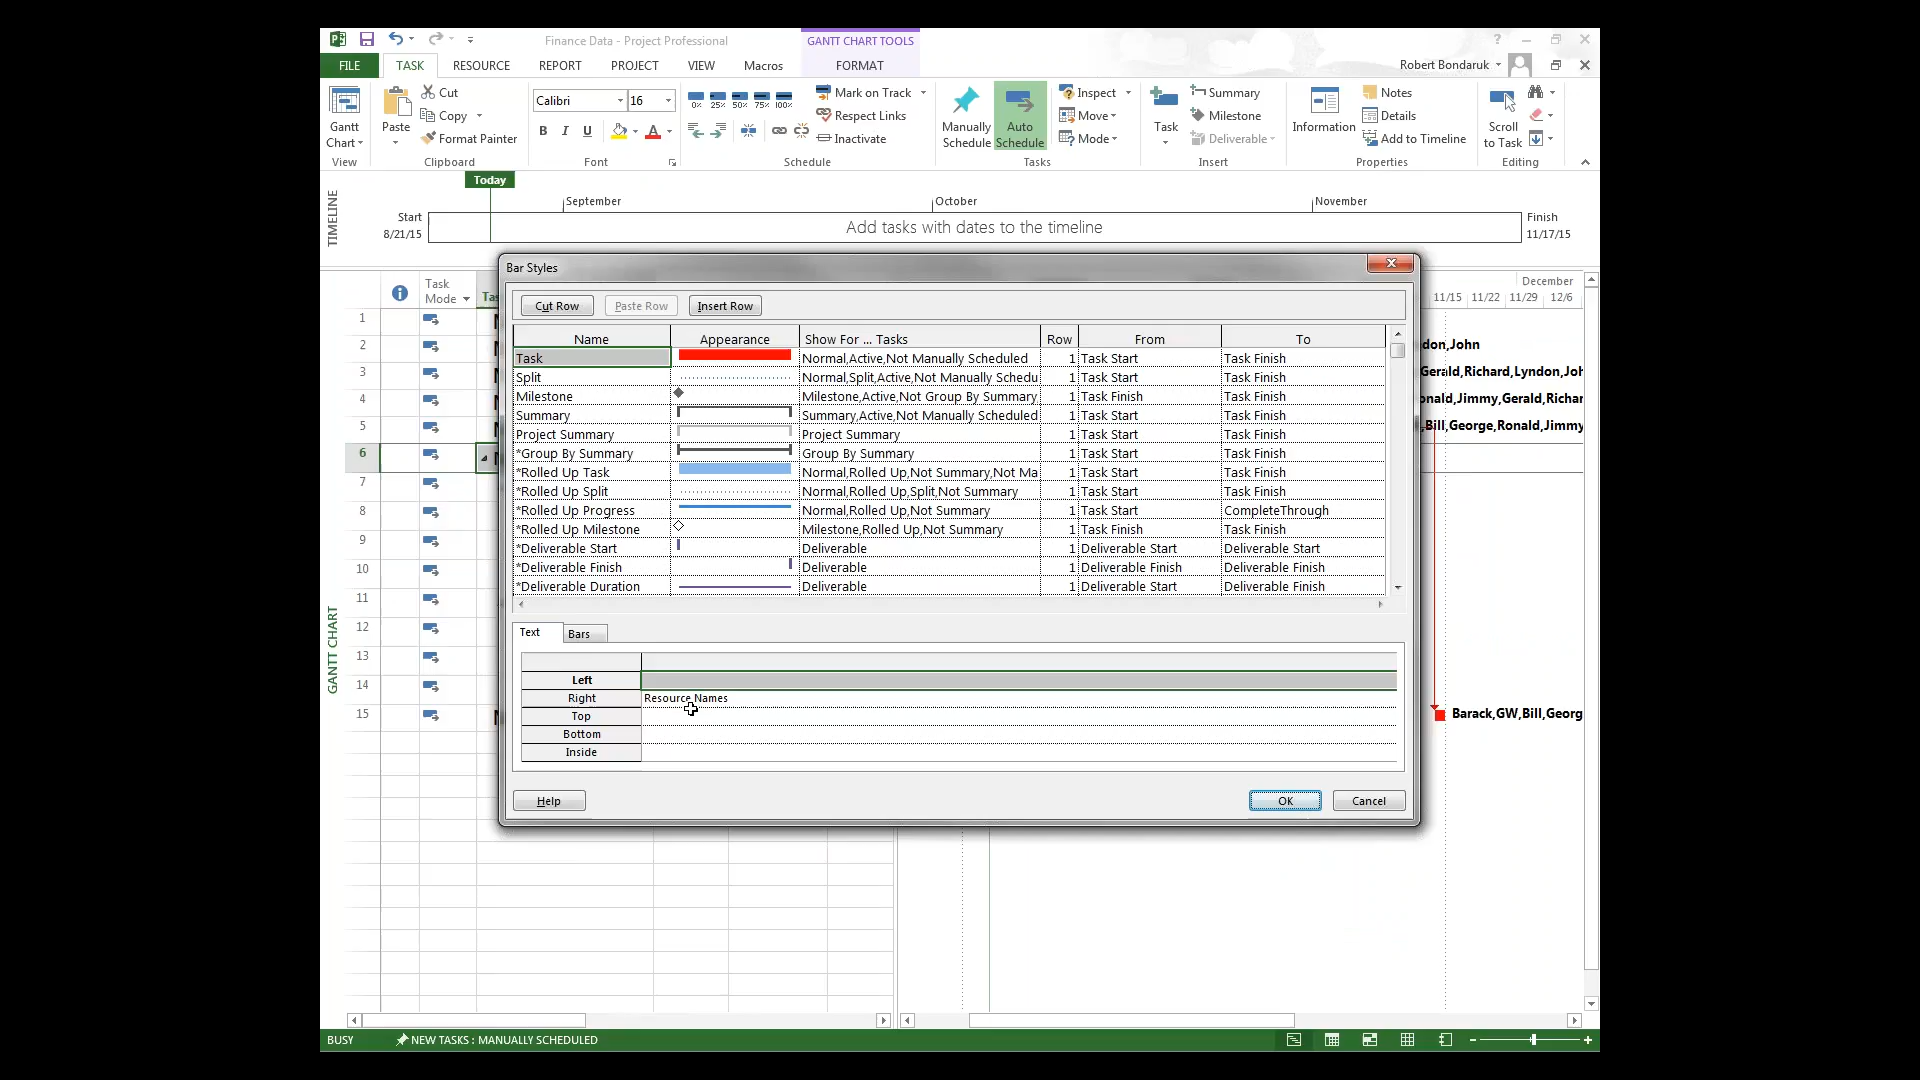 Finance Data - Project Professional
GANTT CHART TOOLS
FILE TASK RESOURCE REPORT PROJECT VIEW Macros FORMAT
Robert Bondaruk
Gantt Chart
View
Paste
Cut
Copy
Format Painter
Clipboard
Calibri 16
B I U A
Font
0% 25% 50% 75% 100%
Mark on Track
Respect Links
Inactivate
Schedule
Manually Schedule
Auto Schedule
Inspect
Move
Mode
Tasks
Task
Summary
Milestone
Deliverable
Insert
Information
Notes
Details
Add to Timeline
Properties
Scroll to Task
Editing
Today
TIMELINE
September October November
Start
8/21/15
Add tasks with dates to the timeline
Finish
11/17/15
Task Mode
December
11/15 11/22 11/29 12/6
GANTT CHART
1
2
3
4
5
6
7
8
9
10
11
12
13
14
15
Bar Styles
Cut Row Paste Row Insert Row
Name Appearance Show For ... Tasks Row From To
Task Normal,Active,Not Manually Scheduled 1 Task Start Task Finish
Split Normal,Split,Active,Not Manually Schedu 1 Task Start Task Finish
Milestone Milestone,Active,Not Group By Summary 1 Task Finish Task Finish
Summary Summary,Active,Not Manually Scheduled 1 Task Start Task Finish
Project Summary Project Summary 1 Task Start Task Finish
*Group By Summary Group By Summary 1 Task Start Task Finish
*Rolled Up Task Normal,Rolled Up,Not Summary,Not Ma 1 Task Start Task Finish
*Rolled Up Split Normal,Rolled Up,Split,Not Summary 1 Task Start Task Finish
*Rolled Up Progress Normal,Rolled Up,Not Summary 1 Task Start CompleteThrough
*Rolled Up Milestone Milestone,Rolled Up,Not Summary 1 Task Finish Task Finish
*Deliverable Start Deliverable 1 Deliverable Start Deliverable Start
*Deliverable Finish Deliverable 1 Deliverable Finish Deliverable Finish
*Deliverable Duration Deliverable 1 Deliverable Start Deliverable Finish
Text Bars
Left
Right Resource Names
Top
Bottom
Inside
Help OK Cancel
don,John
Gerald,Richard,Lyndon,Joh
onald,Jimmy,Gerald,Richar
,Bill,George,Ronald,Jimmy
Barack,GW,Bill,Georg
BUSY NEW TASKS : MANUALLY SCHEDULED